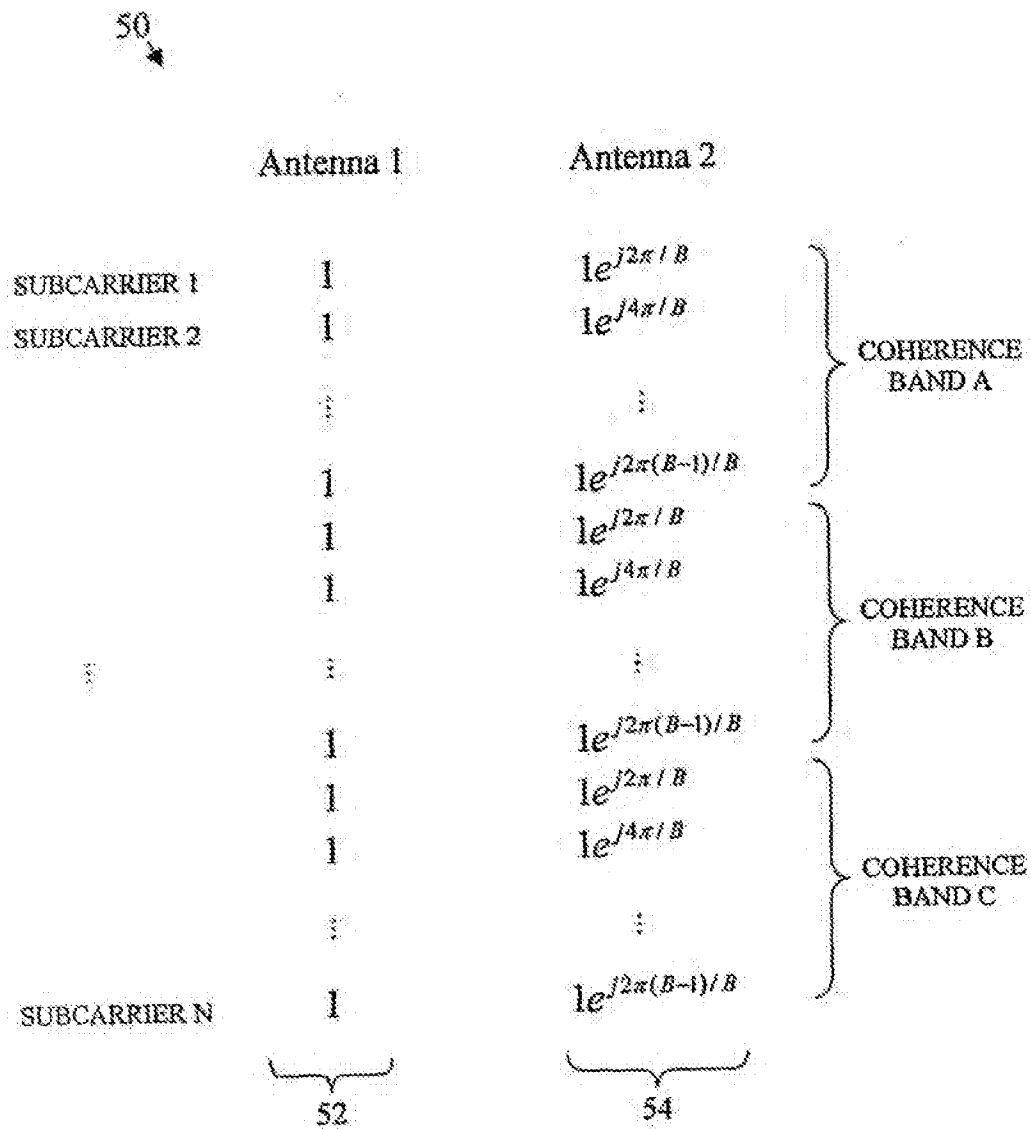 50
Antenna 1 Antenna 2
SUBCARRIER 1 1 1e^{j2π/B}
SUBCARRIER 2 1 1e^{j4π/B}
COHERENCE
BAND A
⋮ ⋮
1 1e^{j2π(B-1)/B}
1 1e^{j2π/B}
1 1e^{j4π/B}
COHERENCE
BAND B
⋮ ⋮ ⋮
1 1e^{j2π(B-1)/B}
1 1e^{j2π/B}
1 1e^{j4π/B}
COHERENCE
BAND C
⋮ ⋮
SUBCARRIER N 1 1e^{j2π(B-1)/B}
52 54